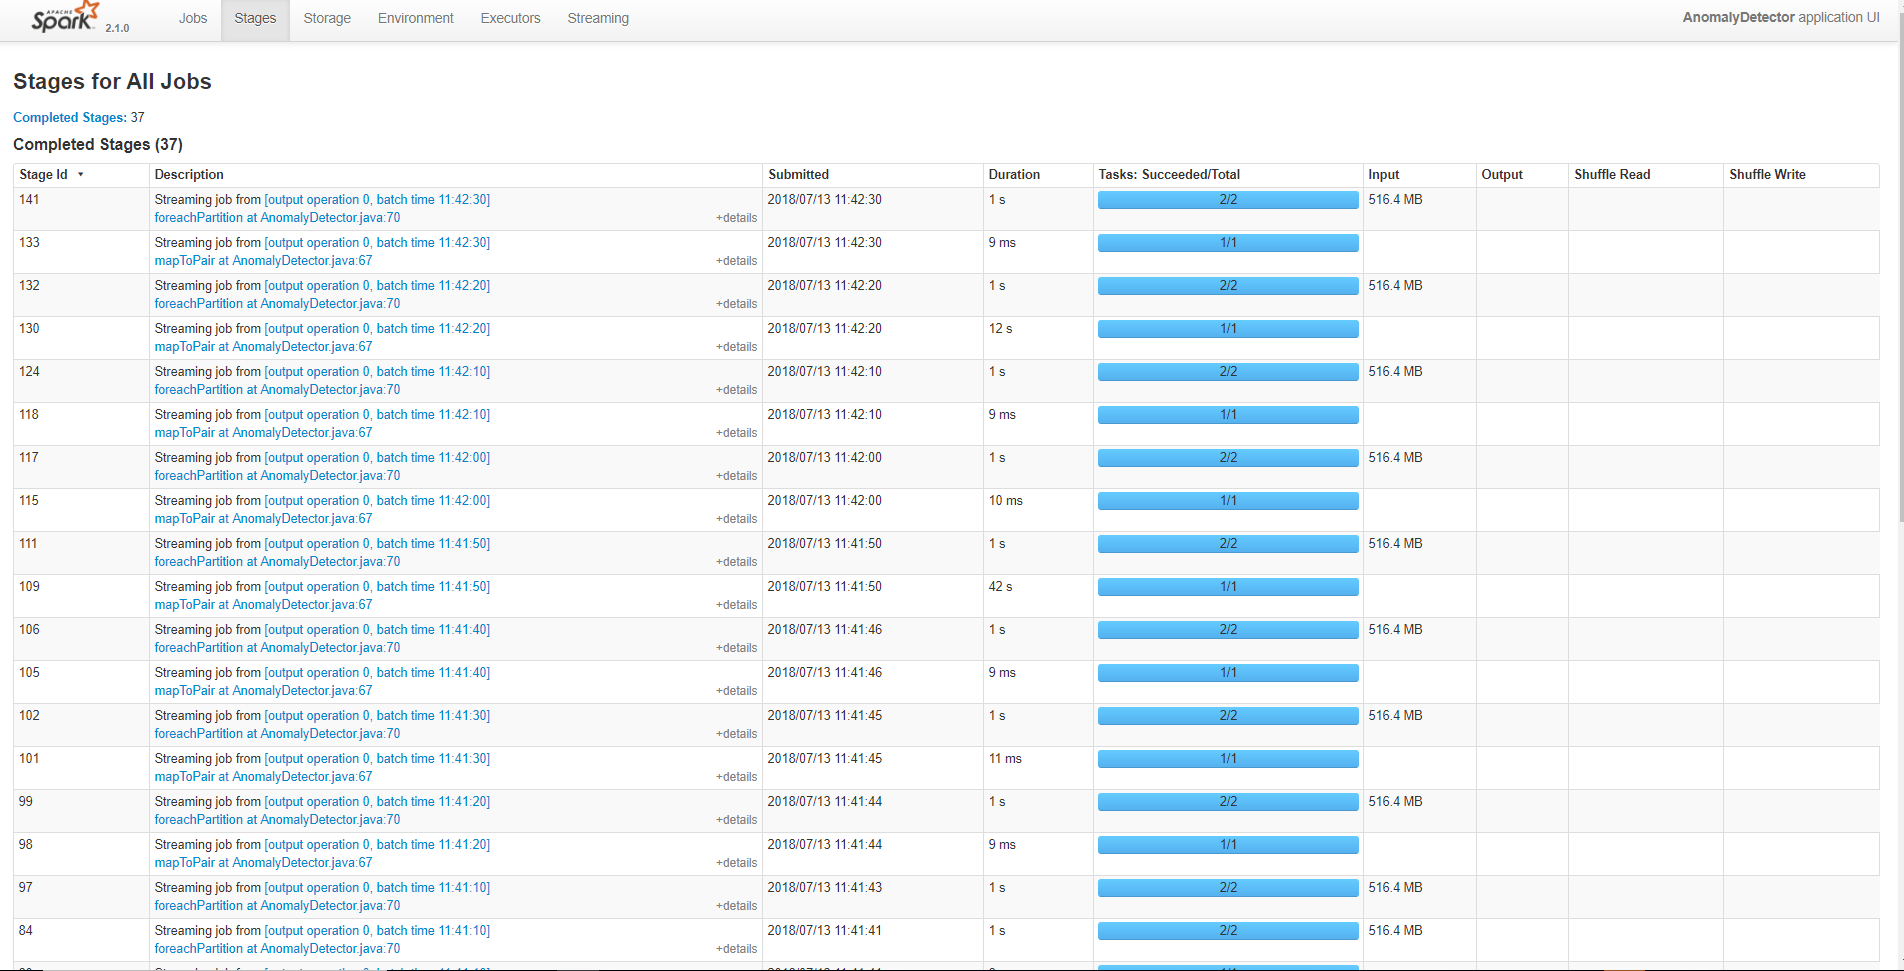 APACHE
Spark 2.1.0 Jobs Stages Storage Environment Executors Streaming AnomalyDetector application UI
Stages for All Jobs
Completed Stages: 37
Completed Stages (37)
Stage Id ▾ Description Submitted Duration Tasks: Succeeded/Total Input Output Shuffle Read Shuffle Write
141 Streaming job from [output operation 0, batch time 11:42:30] 2018/07/13 11:42:30 1 s 2/2 516.4 MB
foreachPartition at AnomalyDetector.java:70 +details
133 Streaming job from [output operation 0, batch time 11:42:30] 2018/07/13 11:42:30 9 ms 1/1
mapToPair at AnomalyDetector.java:67 +details
132 Streaming job from [output operation 0, batch time 11:42:20] 2018/07/13 11:42:20 1 s 2/2 516.4 MB
foreachPartition at AnomalyDetector.java:70 +details
130 Streaming job from [output operation 0, batch time 11:42:20] 2018/07/13 11:42:20 12 s 1/1
mapToPair at AnomalyDetector.java:67 +details
124 Streaming job from [output operation 0, batch time 11:42:10] 2018/07/13 11:42:10 1 s 2/2 516.4 MB
foreachPartition at AnomalyDetector.java:70 +details
118 Streaming job from [output operation 0, batch time 11:42:10] 2018/07/13 11:42:10 9 ms 1/1
mapToPair at AnomalyDetector.java:67 +details
117 Streaming job from [output operation 0, batch time 11:42:00] 2018/07/13 11:42:00 1 s 2/2 516.4 MB
foreachPartition at AnomalyDetector.java:70 +details
115 Streaming job from [output operation 0, batch time 11:42:00] 2018/07/13 11:42:00 10 ms 1/1
mapToPair at AnomalyDetector.java:67 +details
111 Streaming job from [output operation 0, batch time 11:41:50] 2018/07/13 11:41:50 1 s 2/2 516.4 MB
foreachPartition at AnomalyDetector.java:70 +details
109 Streaming job from [output operation 0, batch time 11:41:50] 2018/07/13 11:41:50 42 s 1/1
mapToPair at AnomalyDetector.java:67 +details
106 Streaming job from [output operation 0, batch time 11:41:40] 2018/07/13 11:41:46 1 s 2/2 516.4 MB
foreachPartition at AnomalyDetector.java:70 +details
105 Streaming job from [output operation 0, batch time 11:41:40] 2018/07/13 11:41:46 9 ms 1/1
mapToPair at AnomalyDetector.java:67 +details
102 Streaming job from [output operation 0, batch time 11:41:30] 2018/07/13 11:41:45 1 s 2/2 516.4 MB
foreachPartition at AnomalyDetector.java:70 +details
101 Streaming job from [output operation 0, batch time 11:41:30] 2018/07/13 11:41:45 11 ms 1/1
mapToPair at AnomalyDetector.java:67 +details
99 Streaming job from [output operation 0, batch time 11:41:20] 2018/07/13 11:41:44 1 s 2/2 516.4 MB
foreachPartition at AnomalyDetector.java:70 +details
98 Streaming job from [output operation 0, batch time 11:41:20] 2018/07/13 11:41:44 9 ms 1/1
mapToPair at AnomalyDetector.java:67 +details
97 Streaming job from [output operation 0, batch time 11:41:10] 2018/07/13 11:41:43 1 s 2/2 516.4 MB
foreachPartition at AnomalyDetector.java:70 +details
84 Streaming job from [output operation 0, batch time 11:41:10] 2018/07/13 11:41:41 1 s 2/2 516.4 MB
foreachPartition at AnomalyDetector.java:70 +details